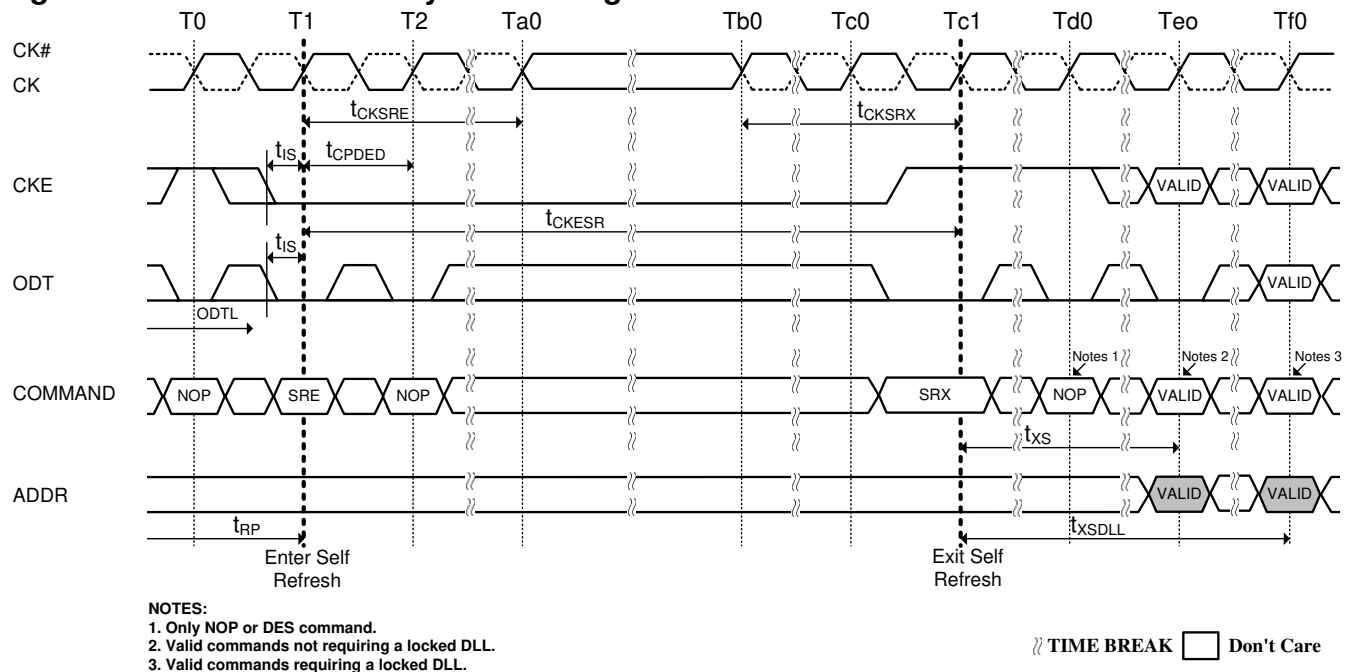 T0 T1 T2 Ta0 Tb0 Tc0 Tc1 Td0 Teo Tf0
CK#
CK
tCKSRE tCKSRX
tIS tCPDED
CKE VALID VALID
tCKESR
tIS
ODT VALID
ODTL
Notes 1 Notes 2 Notes 3
COMMAND NOP SRE NOP SRX NOP VALID VALID
tXS
ADDR VALID VALID
tRP tXSDLL
Enter Self Exit Self
Refresh Refresh
NOTES:
1. Only NOP or DES command.
2. Valid commands not requiring a locked DLL.
3. Valid commands requiring a locked DLL.
TIME BREAK Don't Care